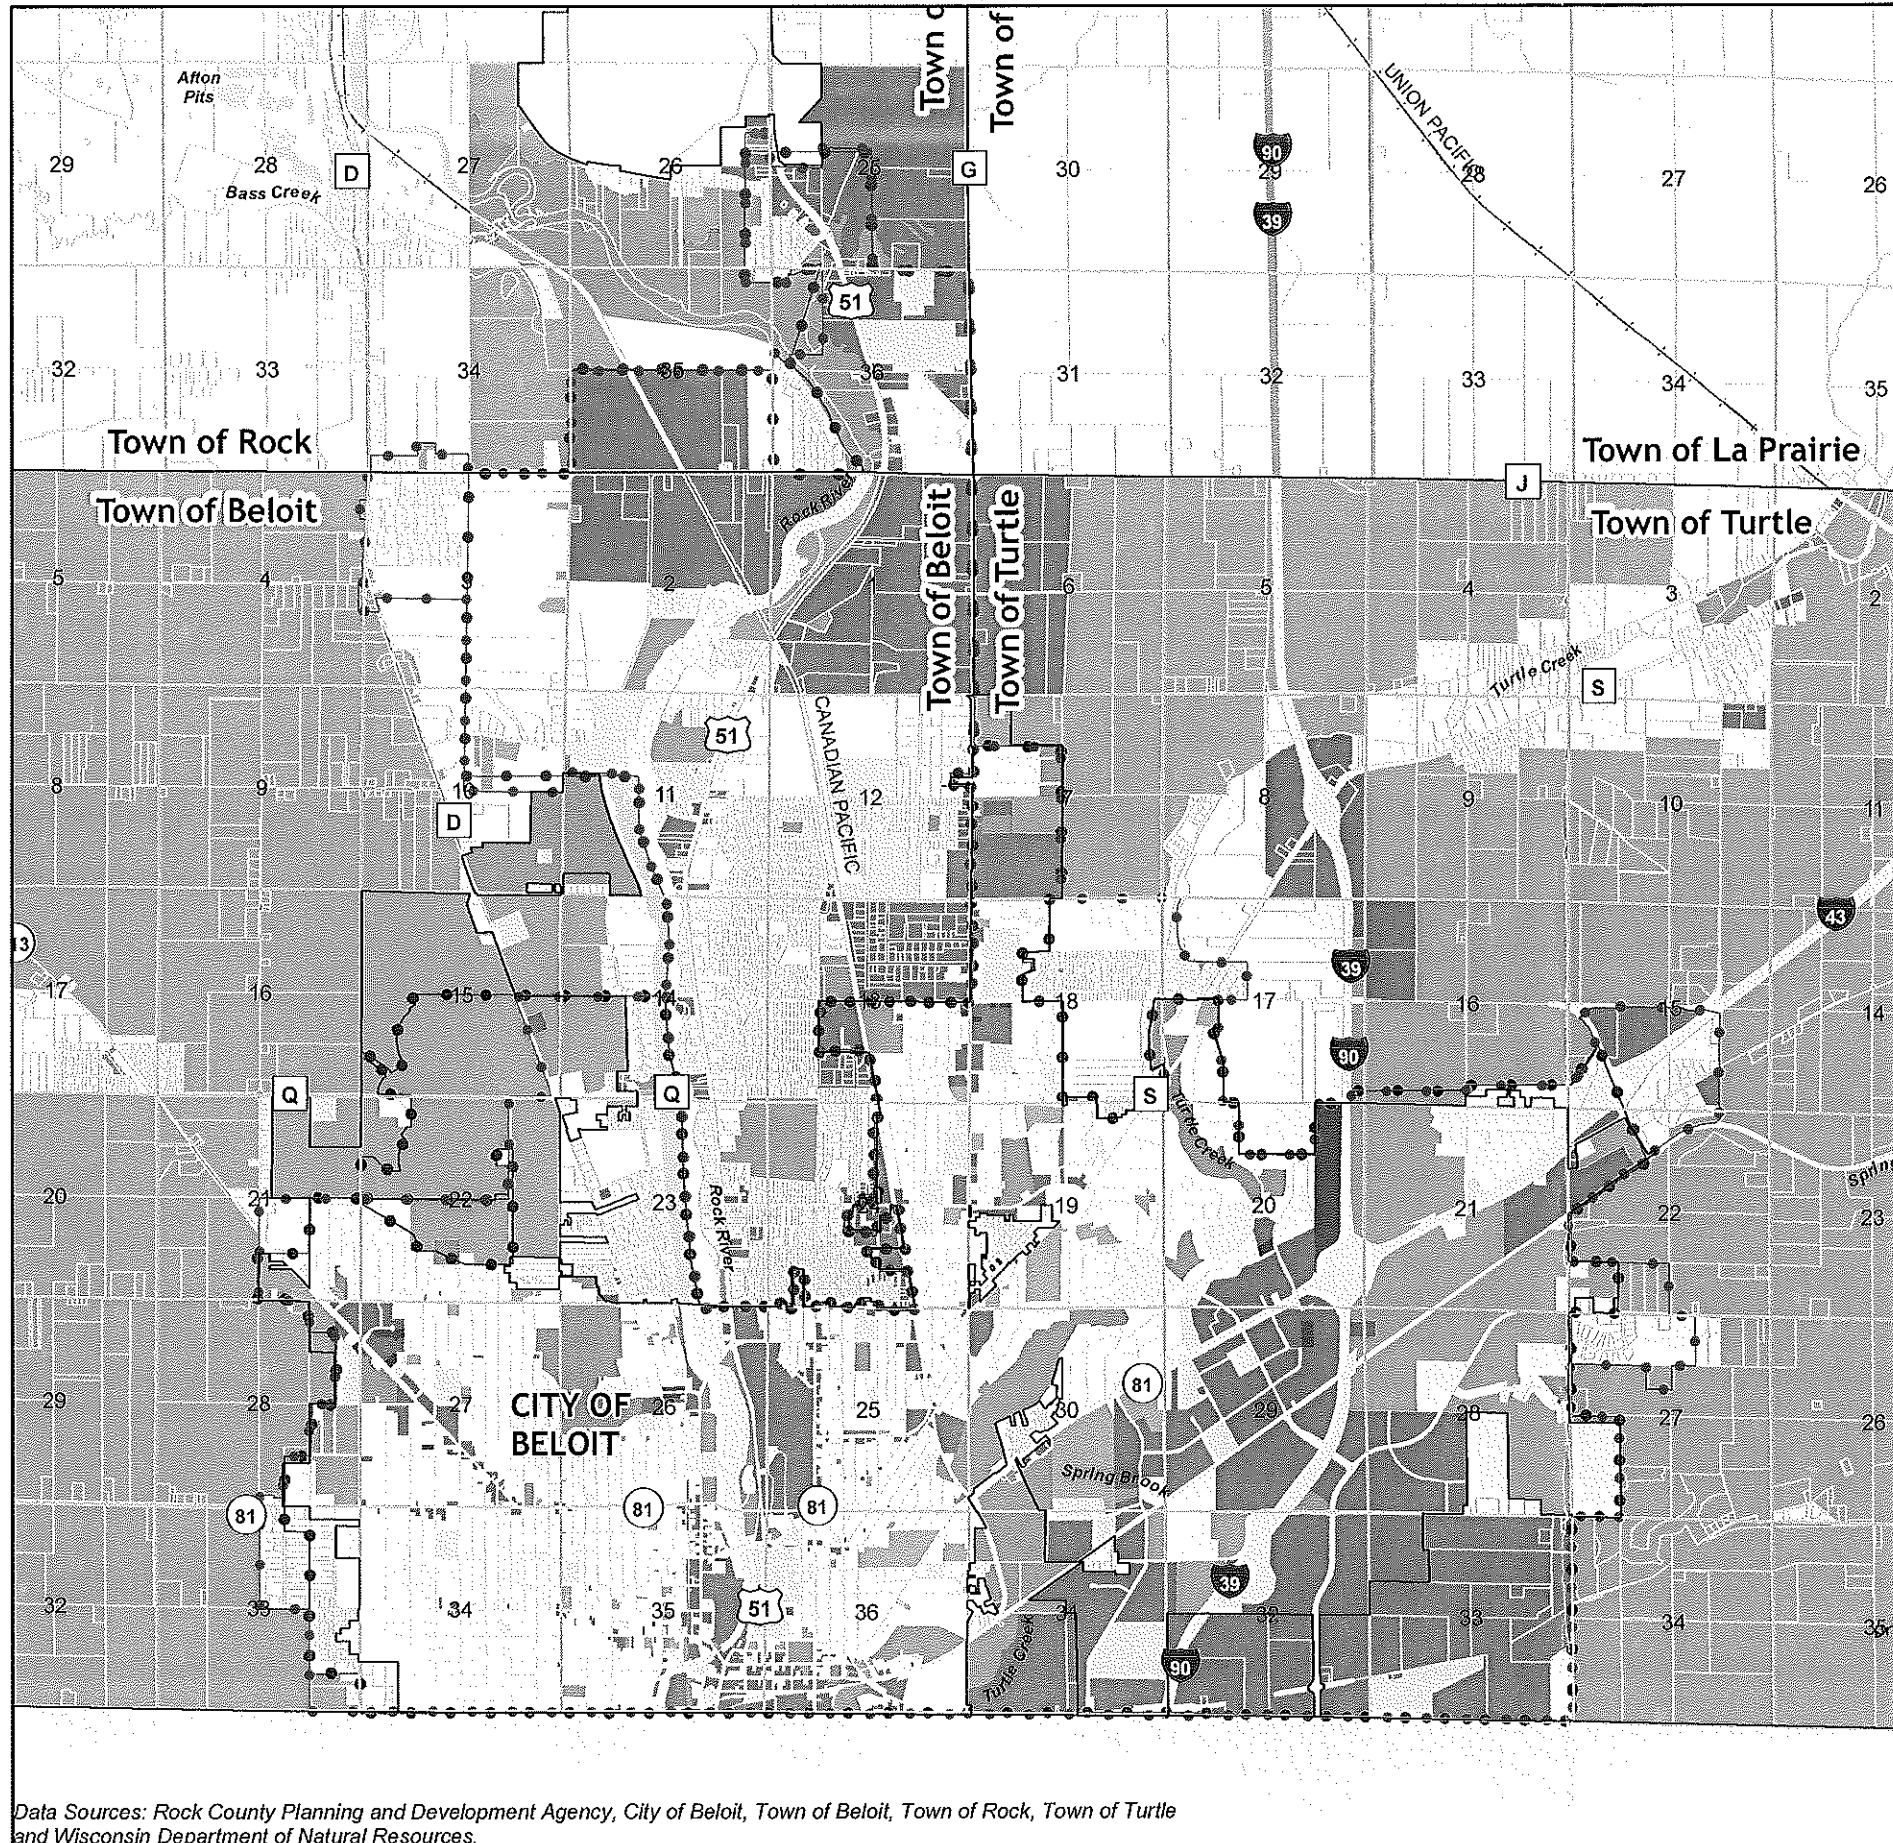 Town of
Town of
Afton
Pits
UNION PACIFIC
29
28
D
27
26
25
G
30
90
29
28
27
26
Bass Creek
39
51
32
33
34
35
36
31
32
33
34
35
Town of Rock
Town of La Prairie
J
Town of Beloit
Rock River
Town of Beloit
Town of Turtle
Town of Turtle
5
4
3
2
6
5
4
3
2
Turtle Creek
S
51
CANADIAN PACIFIC
8
9
10
11
12
7
8
9
10
11
D
43
13
39
17
16
15
14
13
18
17
16
15
14
90
Q
Q
S
Turtle Creek
Spring
20
21
22
23
24
19
20
21
22
23
Rock River
81
29
28
27
CITY OF
BELOIT
26
25
30
29
28
27
26
Spring Brook
81
81
81
39
32
33
34
35
51
36
31
32
33
34
35
Turtle Creek
90
Data Sources: Rock County Planning and Development Agency, City of Beloit, Town of Beloit, Town of Rock, Town of Turtle
and Wisconsin Department of Natural Resources.